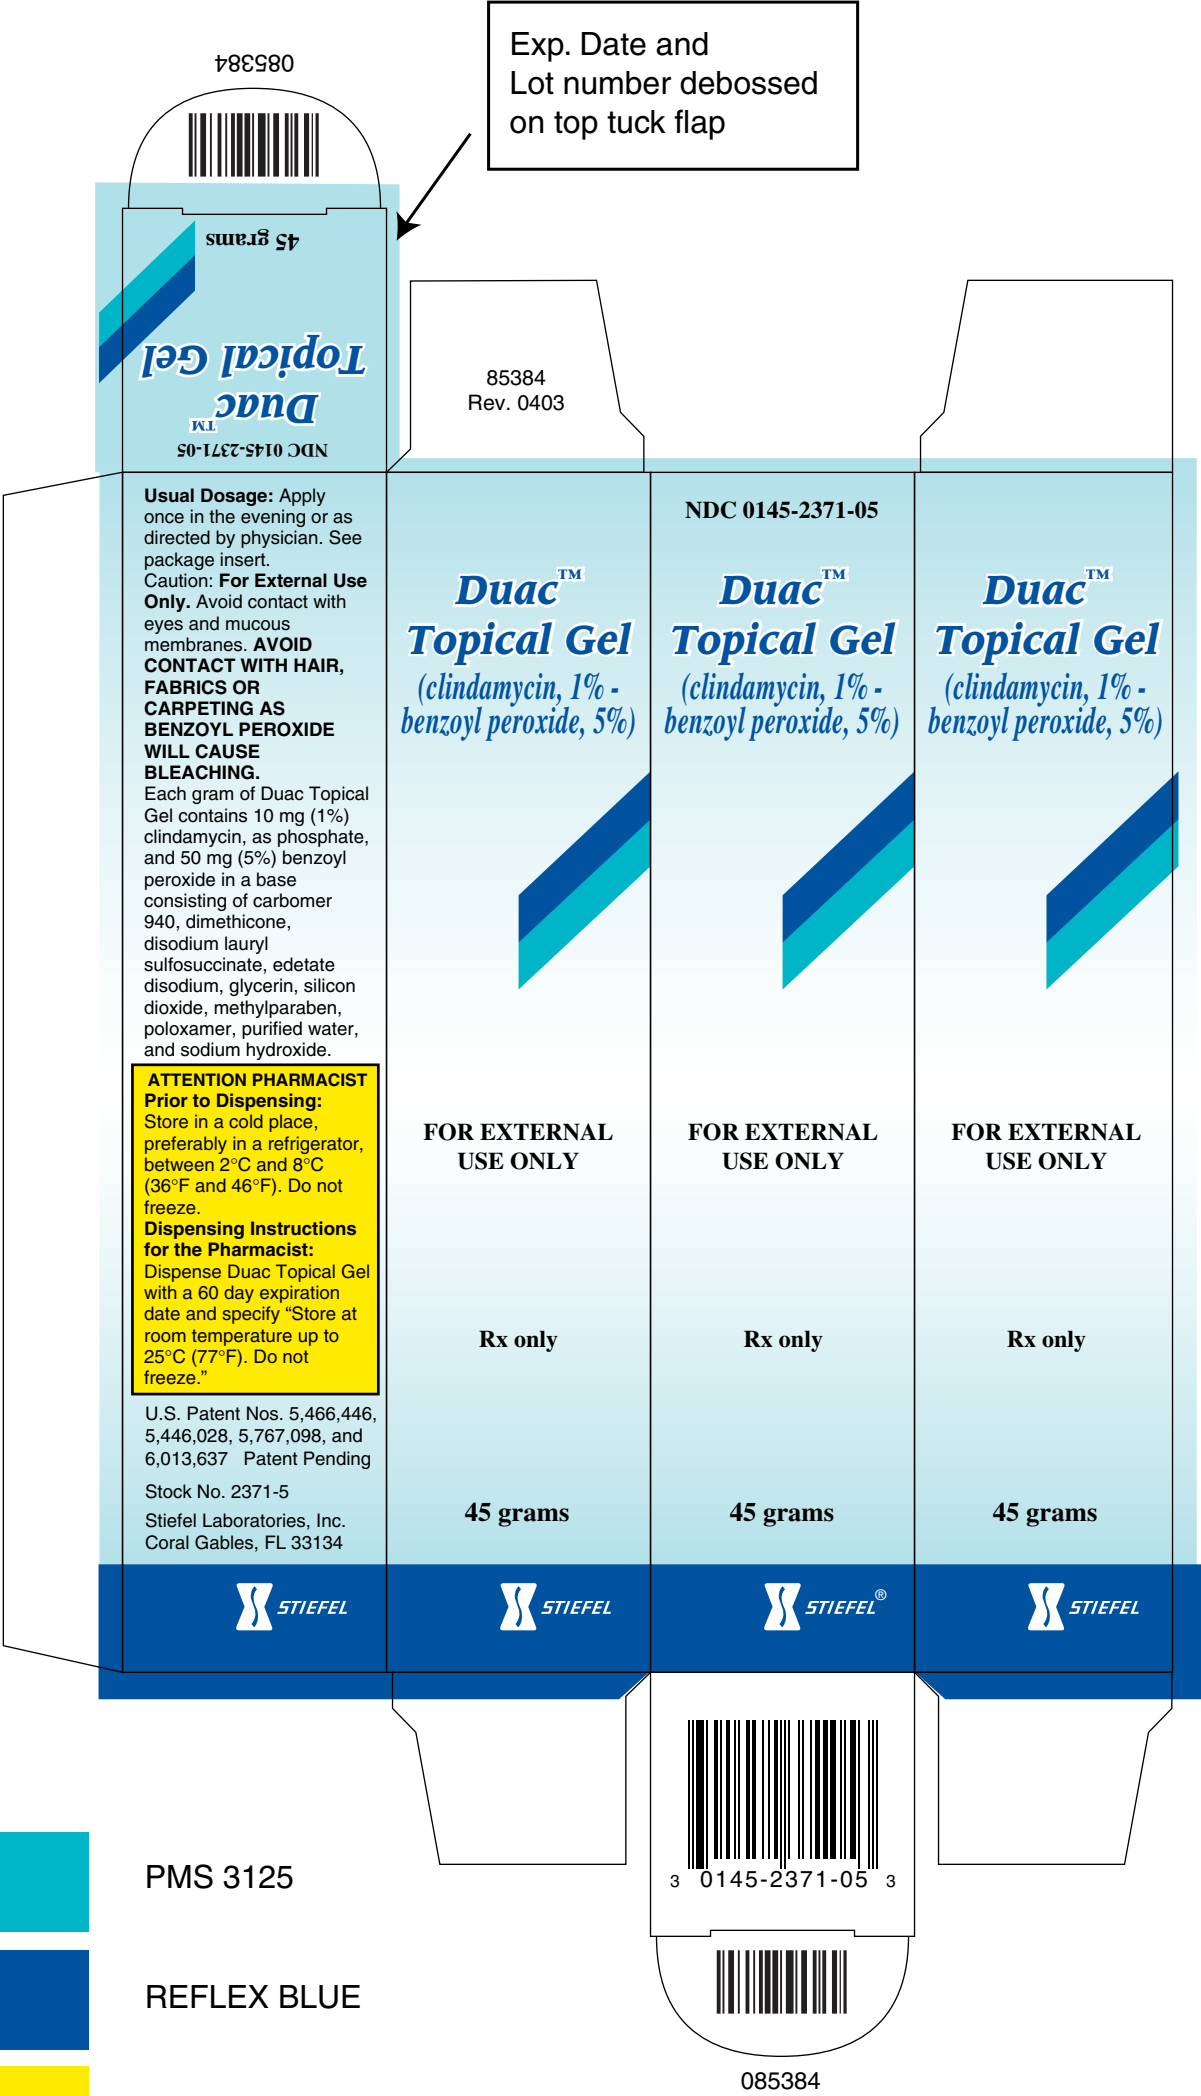 Exp. Date and
Lot number debossed
on top tuck flap
085384
45 grams
Duac™
Topical Gel
NDC 0145-2371-05
85384
Rev. 0403
Usual Dosage: Apply
once in the evening or as
directed by physician. See
package insert.
Caution: For External Use
Only. Avoid contact with
eyes and mucous
membranes. AVOID
CONTACT WITH HAIR,
FABRICS OR
CARPETING AS
BENZOYL PEROXIDE
WILL CAUSE
BLEACHING.
Each gram of Duac Topical
Gel contains 10 mg (1%)
clindamycin, as phosphate,
and 50 mg (5%) benzoyl
peroxide in a base
consisting of carbomer
940, dimethicone,
disodium lauryl
sulfosuccinate, edetate
disodium, glycerin, silicon
dioxide, methylparaben,
poloxamer, purified water,
and sodium hydroxide.
ATTENTION PHARMACIST
Prior to Dispensing:
Store in a cold place,
preferably in a refrigerator,
between 2°C and 8°C
(36°F and 46°F). Do not
freeze.
Dispensing Instructions
for the Pharmacist:
Dispense Duac Topical Gel
with a 60 day expiration
date and specify “Store at
room temperature up to
25°C (77°F). Do not
freeze.”
U.S. Patent Nos. 5,466,446,
5,446,028, 5,767,098, and
6,013,637 Patent Pending
Stock No. 2371-5
Stiefel Laboratories, Inc.
Coral Gables, FL 33134
STIEFEL
Duac™
Topical Gel
(clindamycin, 1% -
benzoyl peroxide, 5%)
FOR EXTERNAL
USE ONLY
Rx only
45 grams
STIEFEL
NDC 0145-2371-05
Duac™
Topical Gel
(clindamycin, 1% -
benzoyl peroxide, 5%)
FOR EXTERNAL
USE ONLY
Rx only
45 grams
STIEFEL®
Duac™
Topical Gel
(clindamycin, 1% -
benzoyl peroxide, 5%)
FOR EXTERNAL
USE ONLY
Rx only
45 grams
STIEFEL
3 0145-2371-05 3
085384
PMS 3125
REFLEX BLUE